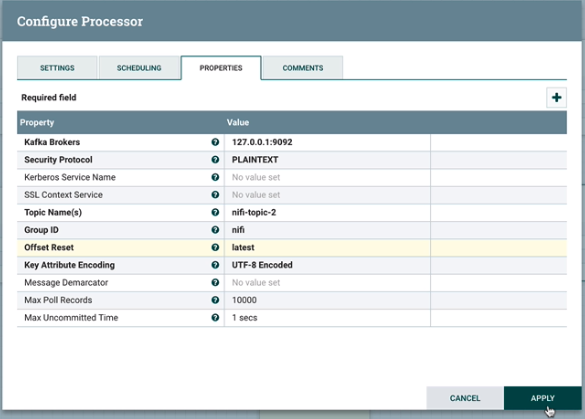 Configure Processor
SETTINGS SCHEDULING PROPERTIES COMMENTS
Required field
Property Value
Kafka Brokers 127.0.0.1:9092
Security Protocol PLAINTEXT
Kerberos Service Name No value set
SSL Context Service No value set
Topic Name(s) nifi-topic-2
Group ID nifi
Offset Reset latest
Key Attribute Encoding UTF-8 Encoded
Message Demarcator No value set
Max Poll Records 10000
Max Uncommitted Time 1 secs
CANCEL APPLY